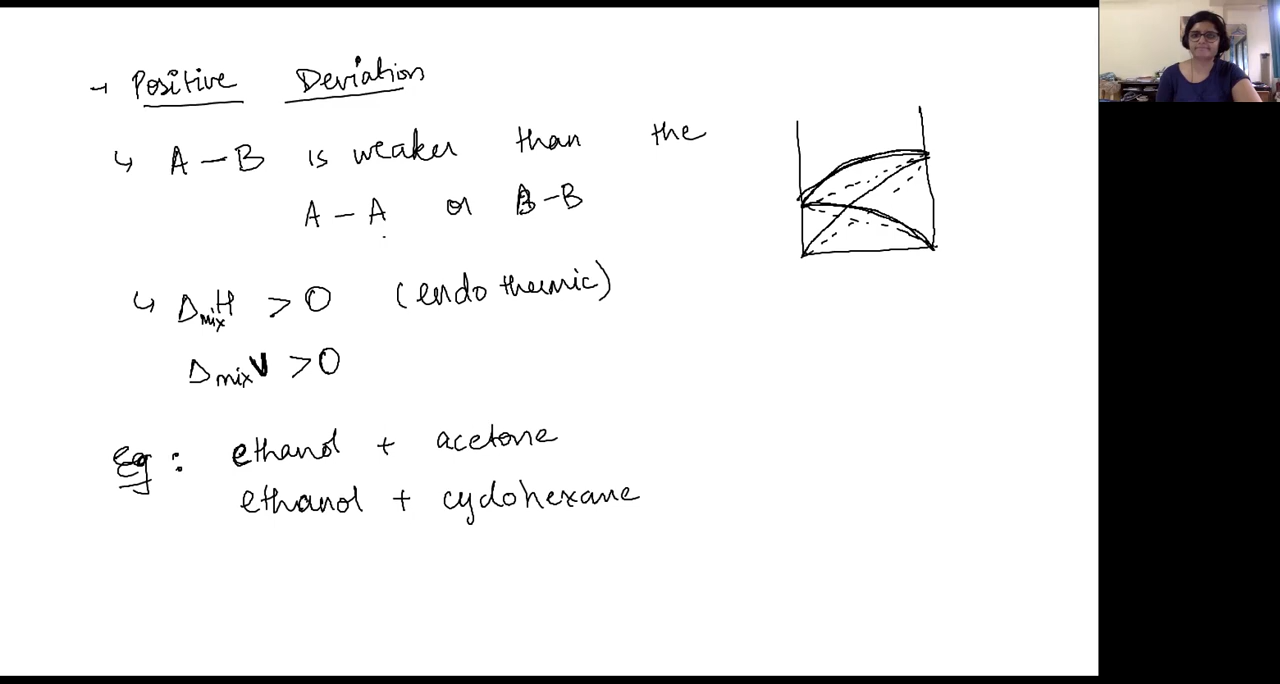 → Positive Deviation
↳ A – B is weaker than the
A – A or B – B
↳ ΔmixH > 0 (endothermic)
ΔmixV > 0
Eg : ethanol + acetone
ethanol + cyclohexane